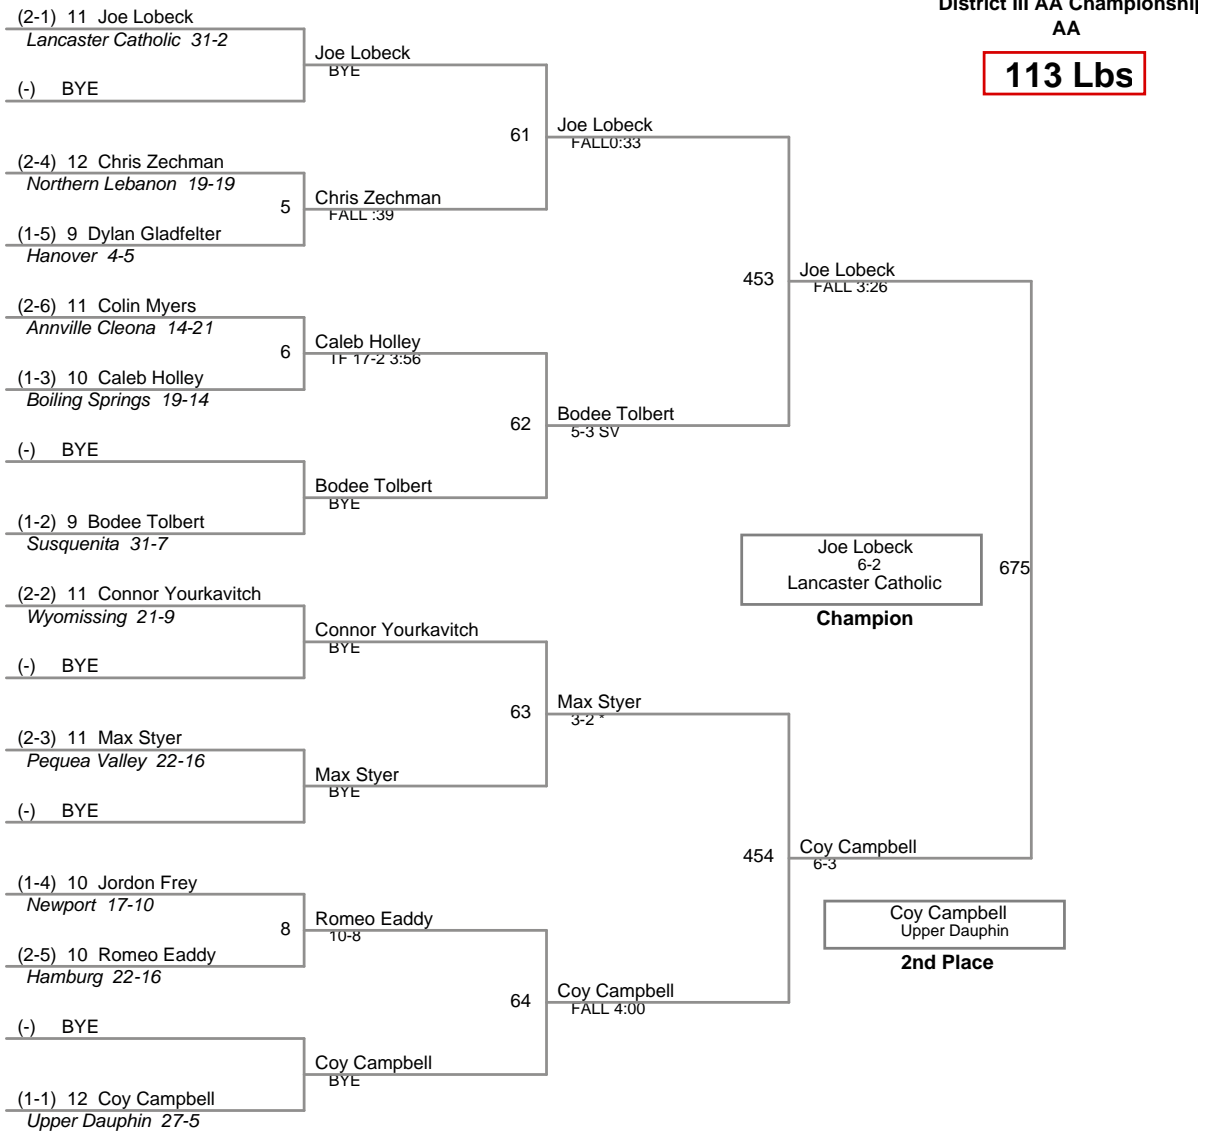 District III AA Championship
AA
113 Lbs
(2-1) 11 Joe Lobeck
Lancaster Catholic 31-2
Joe Lobeck
BYE
(-) BYE
61
Joe Lobeck
FALL0:33
(2-4) 12 Chris Zechman
Northern Lebanon 19-19
5
Chris Zechman
FALL :39
(1-5) 9 Dylan Gladfelter
Hanover 4-5
453
Joe Lobeck
FALL 3:26
(2-6) 11 Colin Myers
Annville Cleona 14-21
6
Caleb Holley
TF 17-2 3:56
(1-3) 10 Caleb Holley
Boiling Springs 19-14
62
Bodee Tolbert
5-3 SV
(-) BYE
Bodee Tolbert
BYE
(1-2) 9 Bodee Tolbert
Susquenita 31-7
Joe Lobeck
6-2
Lancaster Catholic
Champion
675
(2-2) 11 Connor Yourkavitch
Wyomissing 21-9
Connor Yourkavitch
BYE
(-) BYE
63
Max Styer
3-2 *
(2-3) 11 Max Styer
Pequea Valley 22-16
Max Styer
BYE
(-) BYE
454
Coy Campbell
6-3
(1-4) 10 Jordon Frey
Newport 17-10
8
Romeo Eaddy
10-8
(2-5) 10 Romeo Eaddy
Hamburg 22-16
Coy Campbell
Upper Dauphin
2nd Place
64
Coy Campbell
FALL 4:00
(-) BYE
Coy Campbell
BYE
(1-1) 12 Coy Campbell
Upper Dauphin 27-5